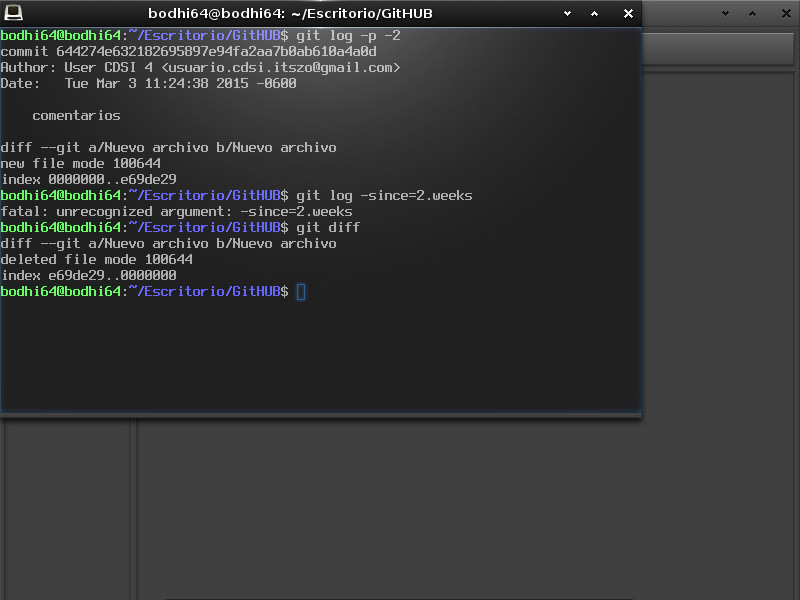 bodhi64@bodhi64: ~/Escritorio/GitHUB
bodhi64@bodhi64:~/Escritorio/GitHUB$ git log -p -2
commit 644274e632182695897e94fa2aa7b0ab610a4a0d
Author: User CDSI 4 <usuario.cdsi.itszo@gmail.com>
Date:   Tue Mar 3 11:24:38 2015 -0600
    comentarios
diff --git a/Nuevo archivo b/Nuevo archivo
new file mode 100644
index 0000000..e69de29
bodhi64@bodhi64:~/Escritorio/GitHUB$ git log -since=2.weeks
fatal: unrecognized argument: -since=2.weeks
bodhi64@bodhi64:~/Escritorio/GitHUB$ git diff
diff --git a/Nuevo archivo b/Nuevo archivo
deleted file mode 100644
index e69de29..0000000
bodhi64@bodhi64:~/Escritorio/GitHUB$